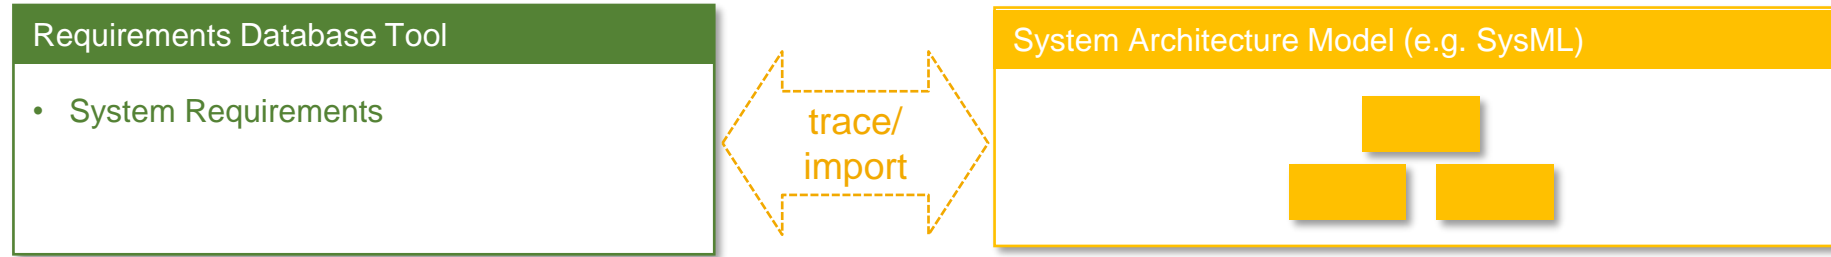 Requirements Database Tool
• System Requirements
trace/
import
System Architecture Model (e.g. SysML)